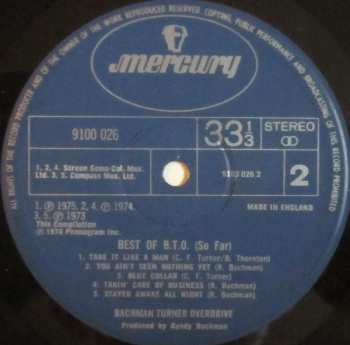 ALL RIGHTS OF THE RECORD PRODUCER AND OF THE OWNER OF THE WORK REPRODUCED RESERVED. COPYING, PUBLIC PERFORMANCE AND BROADCASTING OF THIS RECORD PROHIBITED
mercury
9100 026
33 1/3
STEREO
1, 2, 4. Screen Gems-Col. Mus.
Ltd. 3, 5. Compass Mus. Ltd.
9100 026 2
2
1. Ⓟ 1975. 2, 4. Ⓟ 1974.
3, 5. Ⓟ 1973
This Compilation
Ⓟ 1976 Phonogram Inc.
MADE IN ENGLAND
BEST OF B.T.O. (So Far)
1. TAKE IT LIKE A MAN (C. F. Turner/B. Thornton)
2. YOU AIN'T SEEN NOTHING YET (R. Bachman)
3. BLUE COLLAR (C. F. Turner)
4. TAKIN' CARE OF BUSINESS (R. Bachman)
5. STAYED AWAKE ALL NIGHT (R. Bachman)
BACHMAN TURNER OVERDRIVE
Produced by Randy Bachman